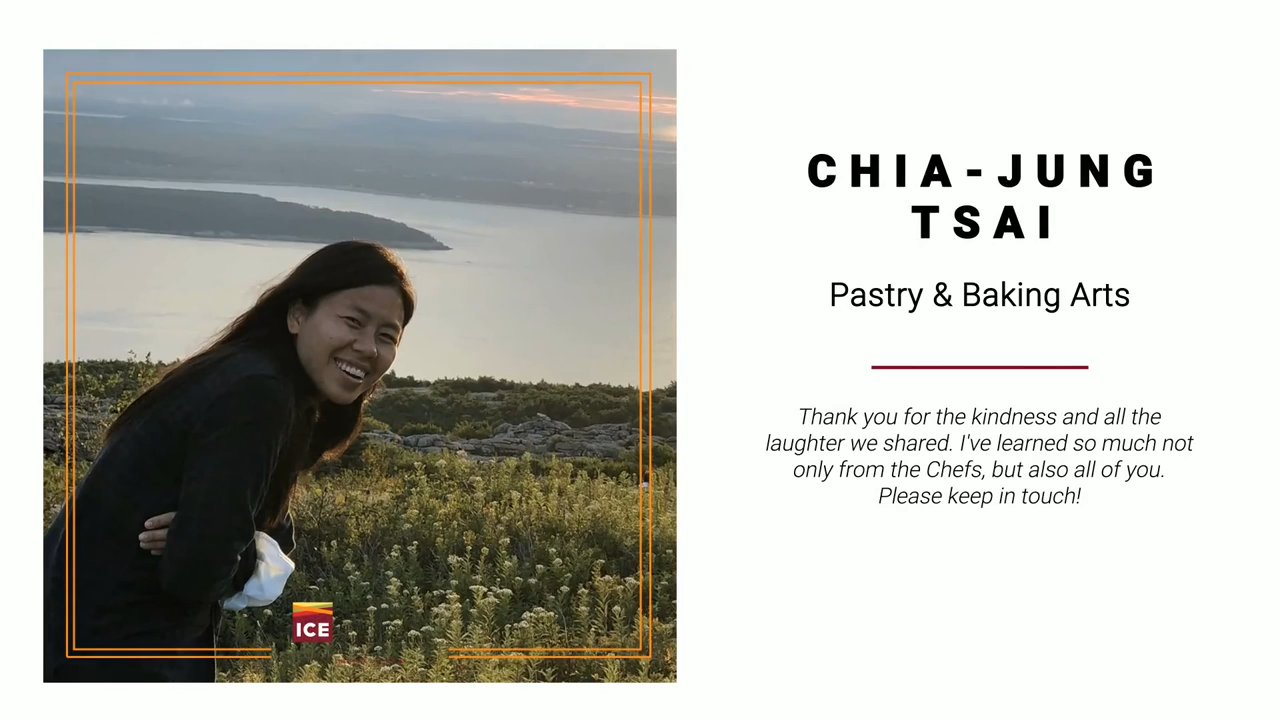 CHIA-JUNG
TSAI
Pastry & Baking Arts
Thank you for the kindness and all the
laughter we shared. I've learned so much not
only from the Chefs, but also all of you.
Please keep in touch!
ICE